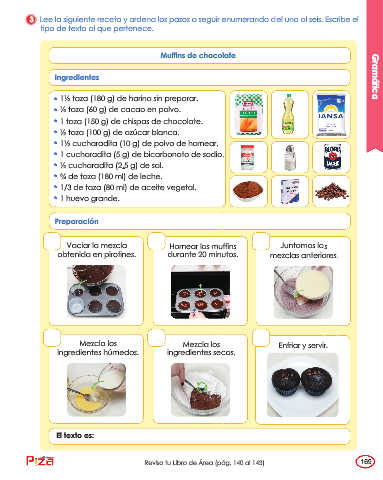 3 Lee la siguiente receta y ordena los pasos a seguir enumerando del uno al seis. Escribe el
tipo de texto al que pertenece.
Gramática
Muffins de chocolate
Ingredientes
1½ taza (180 g) de harina sin preparar.
taza (60 g) de cacao en polvo.
1 taza (150 g) de chispas de chocolate.
½ taza (100 g) de azúcar blanca.
1½ cucharadita (10 g) de polvo de hornear.
1 cucharadita (5 g) de bicarbonato de sodio.
½ cucharadita (2,5 g) de sal.
¾ de taza (180 ml) de leche.
1/3 de taza (80 ml) de aceite vegetal.
1 huevo grande.
IANSA
GLORIA
Preparación
Vaciar la mezcla
obtenida en pirotines.
Hornear los muffins
durante 20 minutos.
Juntamos los
mezclas anteriores.
Mezcla los
ingredientes húmedos.
Mezcla los
ingredientes secos.
Enfriar y servir.
El texto es:
Pizá
Revisa tu Libro de Área (pág. 140 al 143)
169